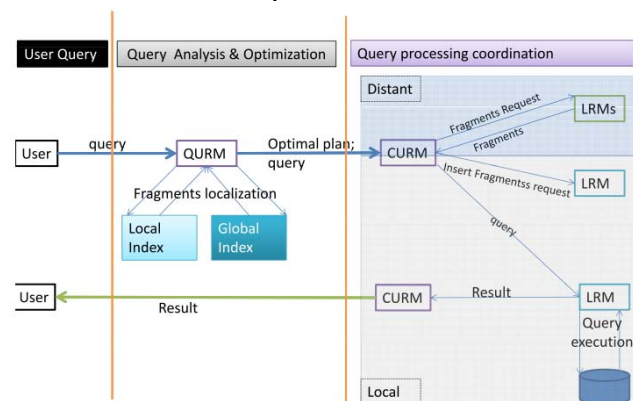 User Query
Query Analysis & Optimization
Query processing coordination
Distant
LRMs
Fragments Request
Fragments
User
query
QURM
Optimal plan;
query
CURM
Insert Fragmentss request
LRM
Fragments localization
Local
Index
Global
Index
query
User
Result
CURM
Result
LRM
Query
execution
Local